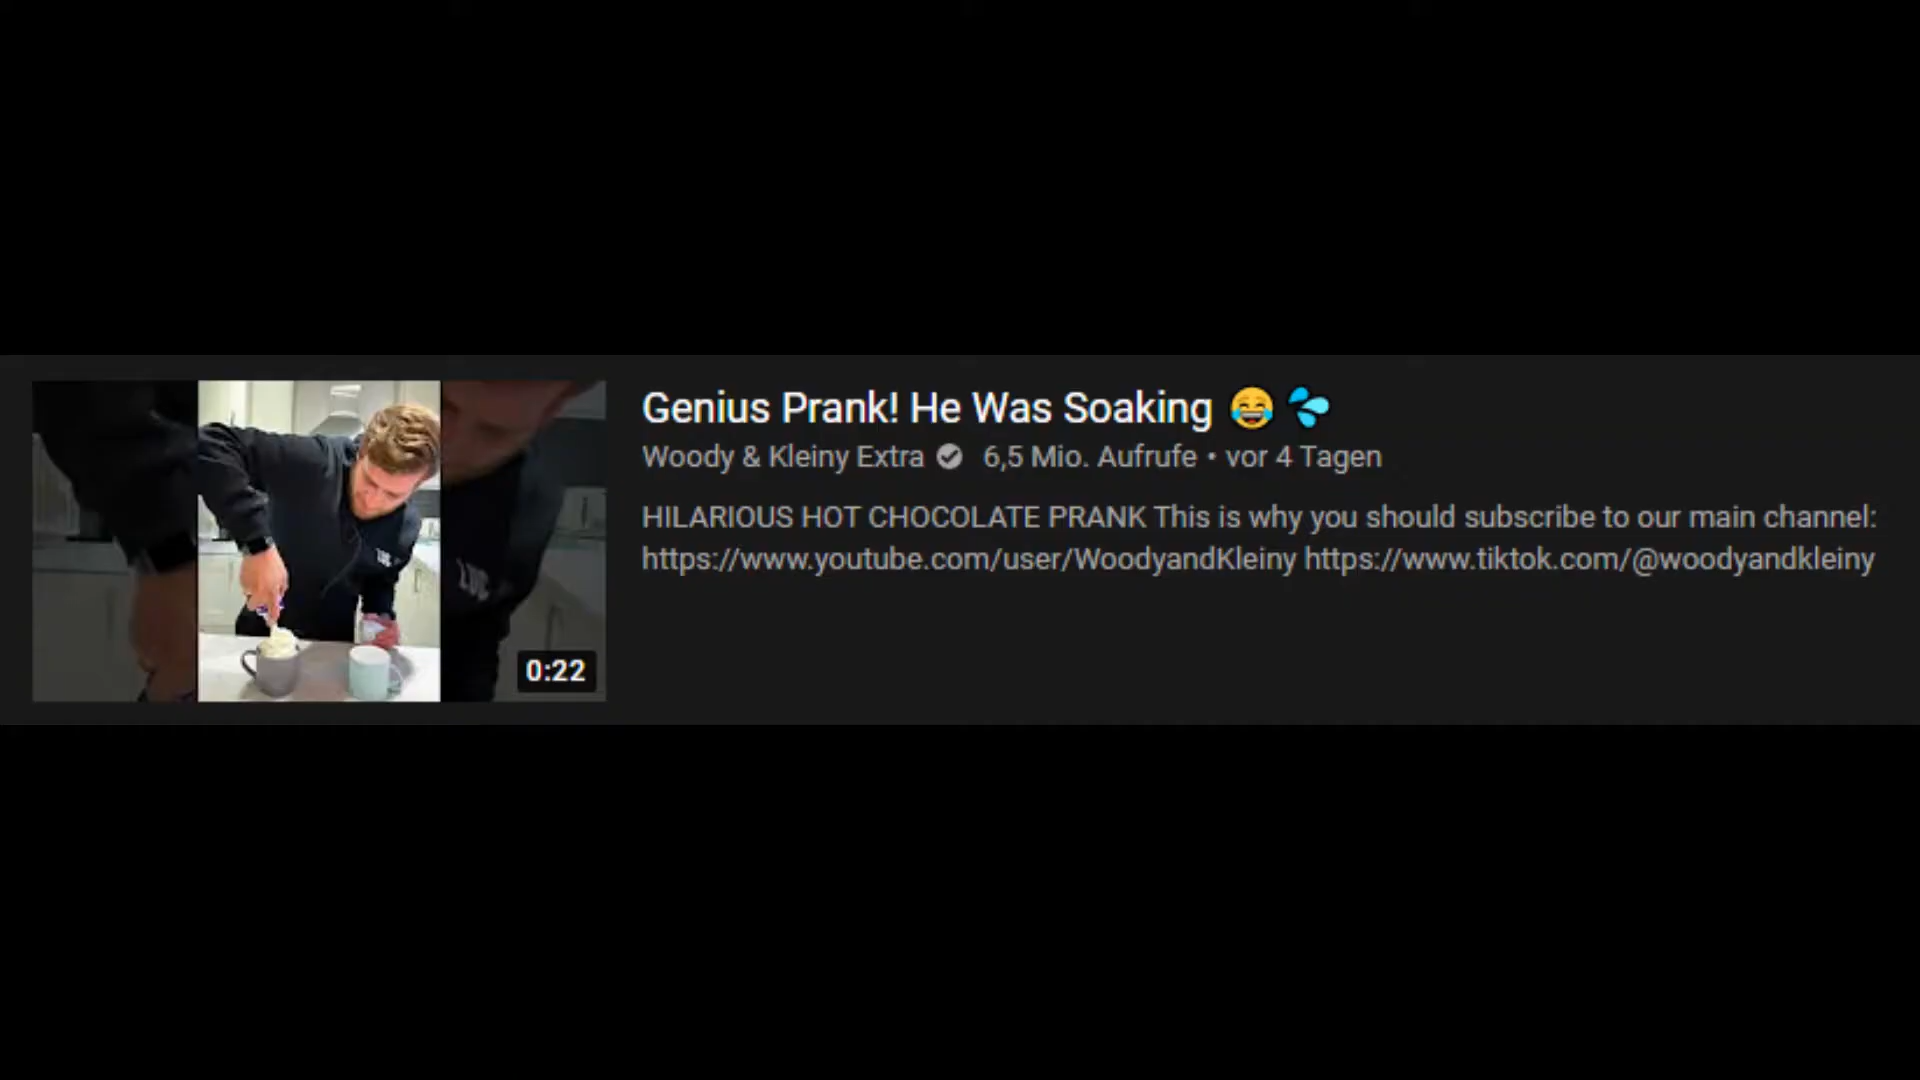 Genius Prank! He Was Soaking 😂 💦
Woody & Kleiny Extra 6,5 Mio. Aufrufe • vor 4 Tagen
HILARIOUS HOT CHOCOLATE PRANK This is why you should subscribe to our main channel:
https://www.youtube.com/user/WoodyandKleiny https://www.tiktok.com/@woodyandkleiny
0:22